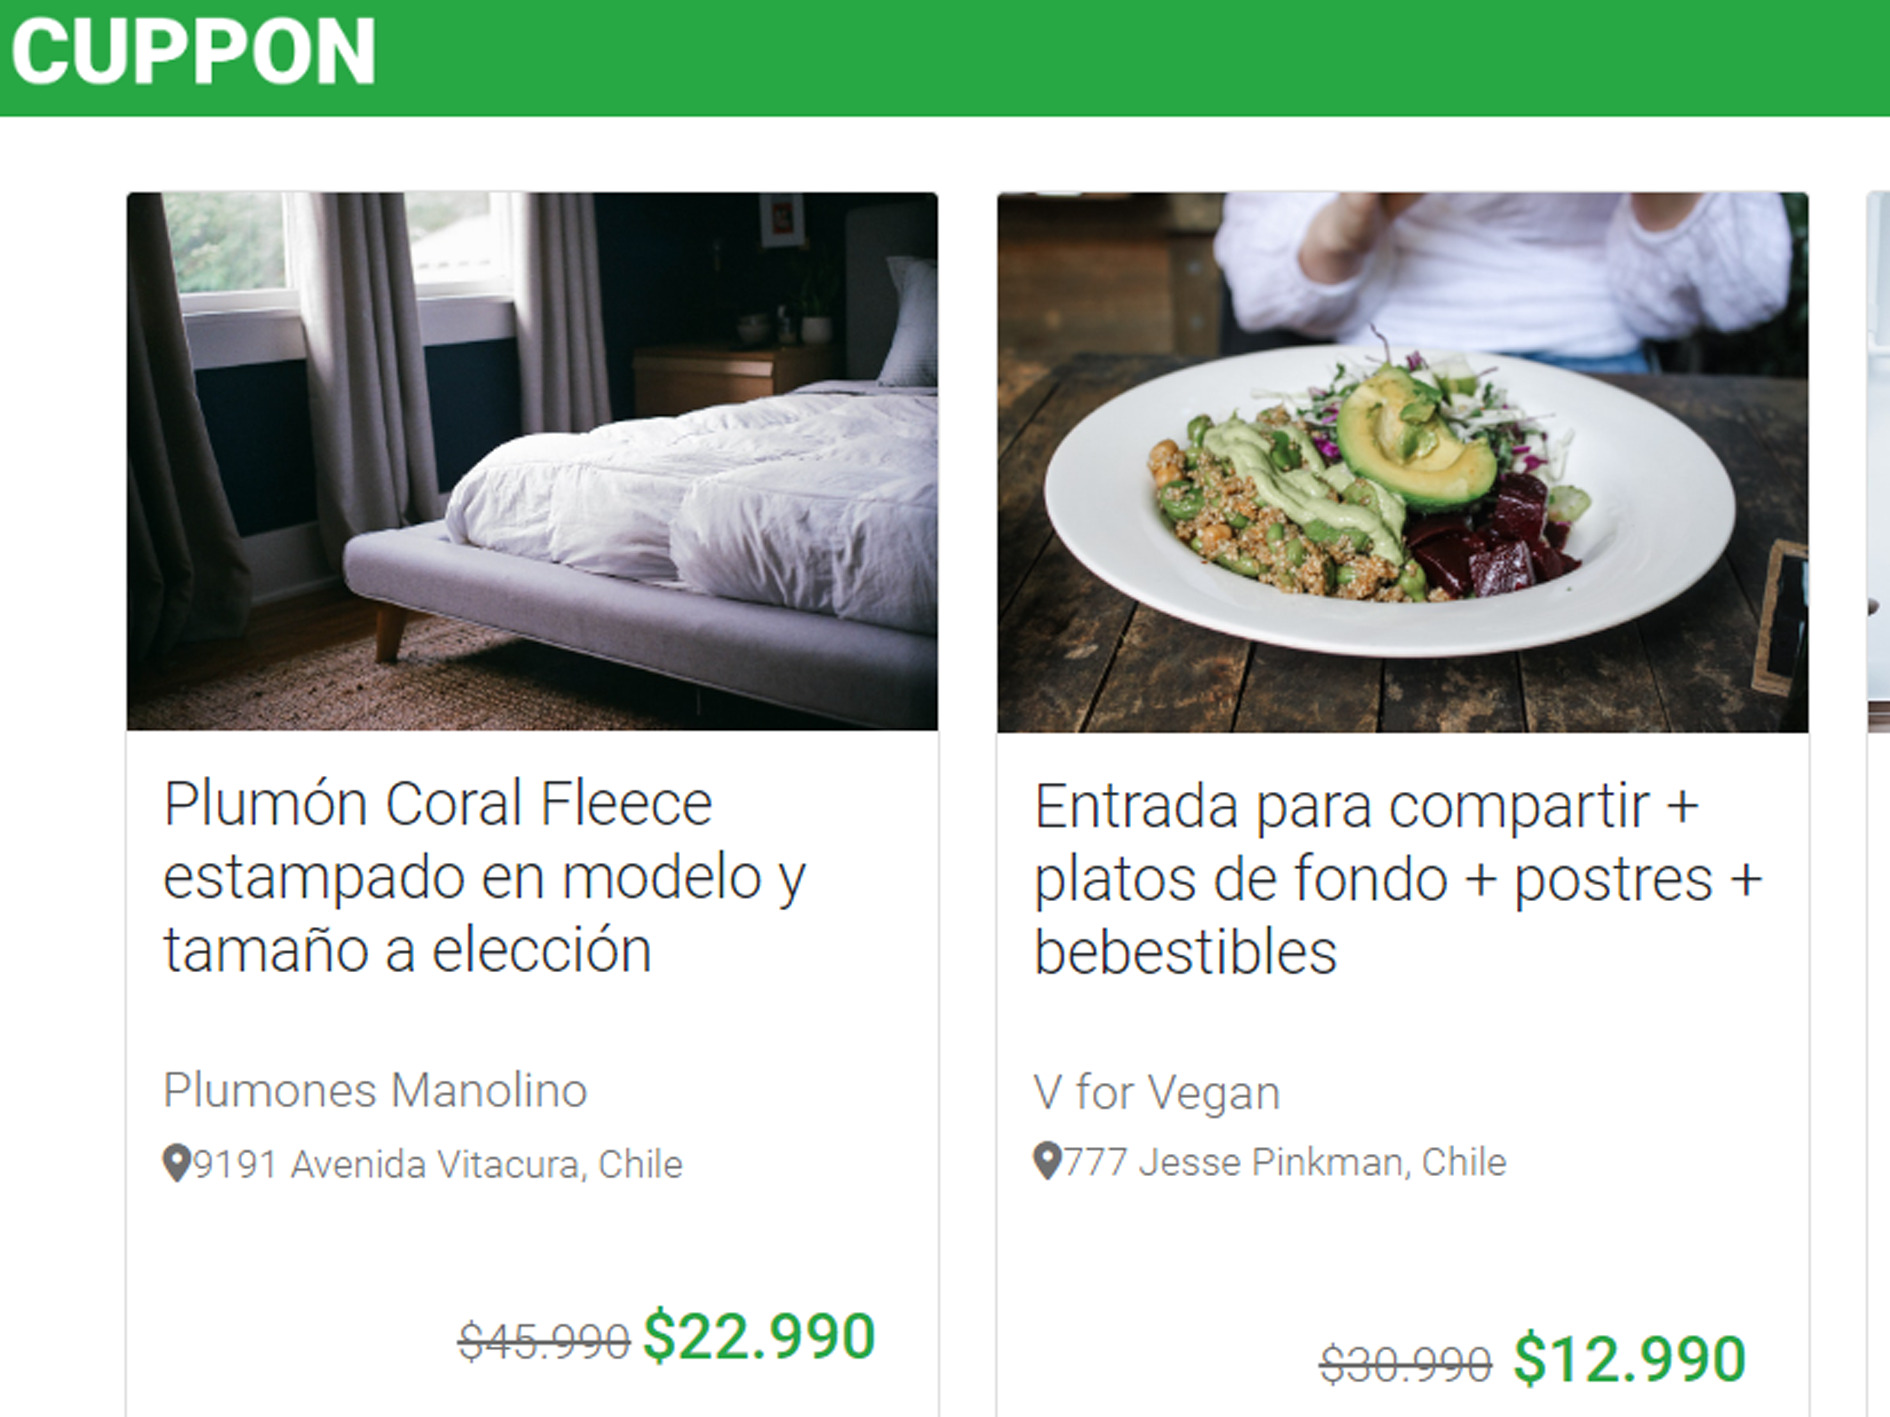 CUPPON
Plumón Coral Fleece
estampado en modelo y
tamaño a elección
Plumones Manolino
9191 Avenida Vitacura, Chile
$45.990 $22.990
Entrada para compartir +
platos de fondo + postres +
bebestibles
V for Vegan
777 Jesse Pinkman, Chile
$30.990 $12.990